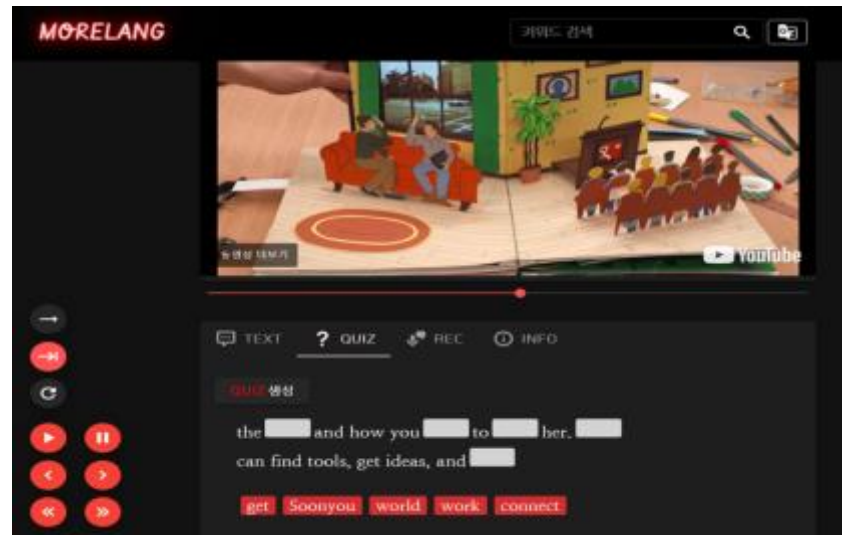 MORELANG
키워드 검색
동영상 더보기
YouTube
TEXT ? QUIZ REC INFO
QUIZ 생성
the and how you to her.
can find tools, get ideas, and
get Soonyou world work connect